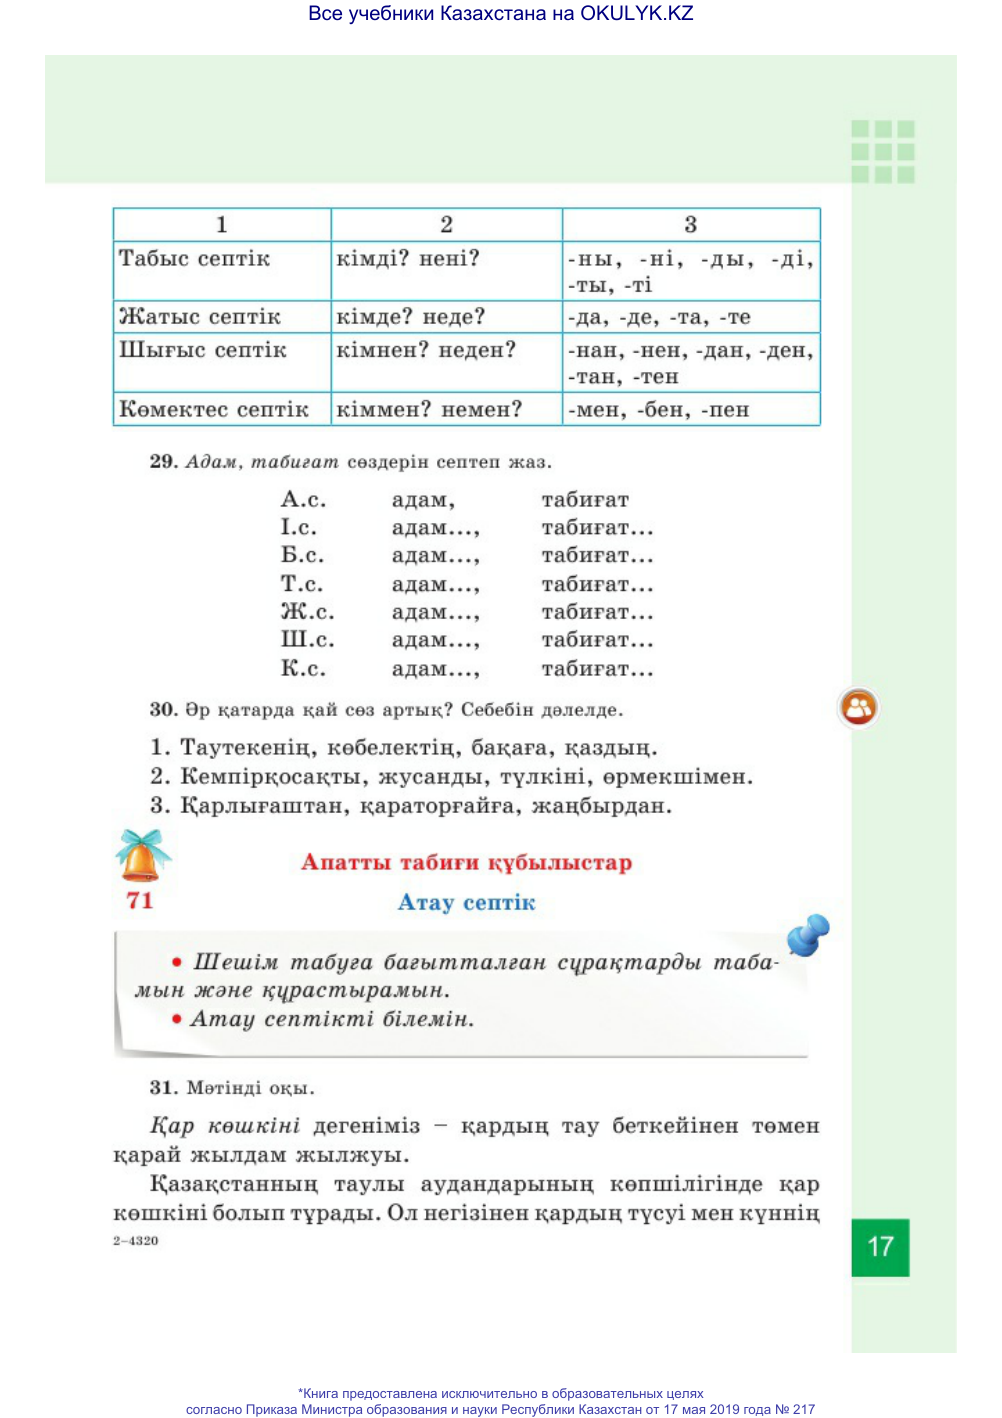 Все учебники Казахстана на OKULYK.KZ
1 2 3
Табыс септік кімді? нені? -ны, -ні, -ды, -ді,
-ты, -ті
Жатыс септік кімде? неде? -да, -де, -та, -те
Шығыс септік кімнен? неден? -нан, -нен, -дан, -ден,
-тан, -тен
Көмектес септік кіммен? немен? -мен, -бен, -пен
29. Адам, табиғат сөздерін септеп жаз.
А.с. адам, табиғат
І.с. адам..., табиғат...
Б.с. адам..., табиғат...
Т.с. адам..., табиғат...
Ж.с. адам..., табиғат...
Ш.с. адам..., табиғат...
К.с. адам..., табиғат...
30. Әр қатарда қай сөз артық? Себебін дәлелде.
1. Таутекенің, көбелектің, бақаға, қаздың.
2. Кемпірқосақты, жусанды, түлкіні, өрмекшімен.
3. Қарлығаштан, қараторғайға, жаңбырдан.
Апатты табиғи құбылыстар
71 Атау септік
• Шешім табуға бағытталған сұрақтарды таба-
мын және құрастырамын.
• Атау септікті білемін.
31. Мәтінді оқы.
Қар көшкіні дегеніміз – қардың тау беткейінен төмен
қарай жылдам жылжуы.
Қазақстанның таулы аудандарының көпшілігінде қар
көшкіні болып тұрады. Ол негізінен қардың түсуі мен күннің
2–4320
17
*Книга предоставлена исключительно в образовательных целях
согласно Приказа Министра образования и науки Республики Казахстан от 17 мая 2019 года № 217